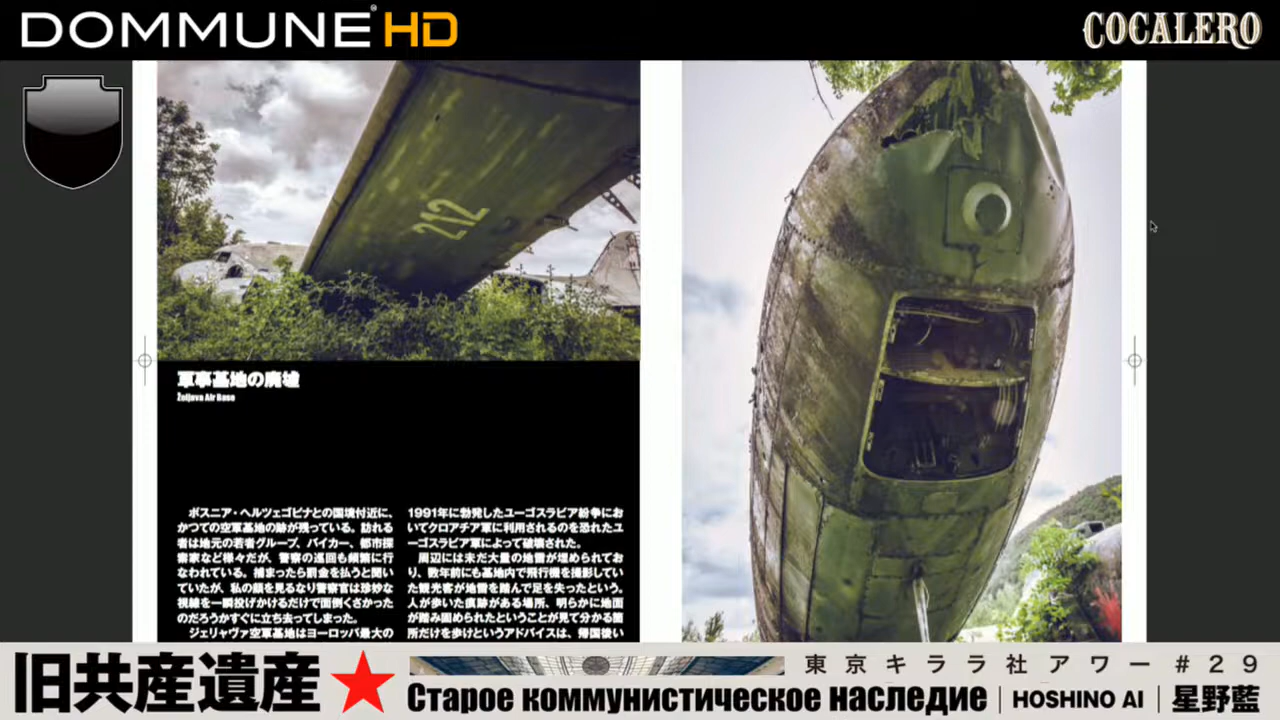 DOMMUNE® HD
COCALERO
212
軍事基地の廃墟
Željava Air Base
ボスニア・ヘルツェゴビナとの国境付近に、
かつての空軍基地の跡が残っている。訪れる
者は地元の若者グループ、バイカー、都市探
索家など様々だが、警察の巡回も頻繁に行
なわれている。捕まったら罰金を払うと聞い
ていたが、私の顔を見るなり警察官は珍妙な
視線を一瞬投げかけるだけで面倒くさかった
のだろうかすぐに立ち去ってしまった。
ジェリャヴァ空軍基地はヨーロッパ最大の
1991年に勃発したユーゴスラビア紛争にお
いてクロアチア軍に利用されるのを恐れたユ
ーゴスラビア軍によって破壊された。
周辺には未だ大量の地雷が埋められてお
り、数年前にも基地内で飛行機を撮影してい
た観光客が地雷を踏んで足を失ったという。
人が歩いた痕跡がある場所、明らかに地面
が踏み固められたということが見て分かる箇
所だけを歩けというアドバイスは、帰国後い
旧共産遺産★
東京キララ社アワー#29
Старое коммунистическое наследие | HOSHINO AI | 星野藍